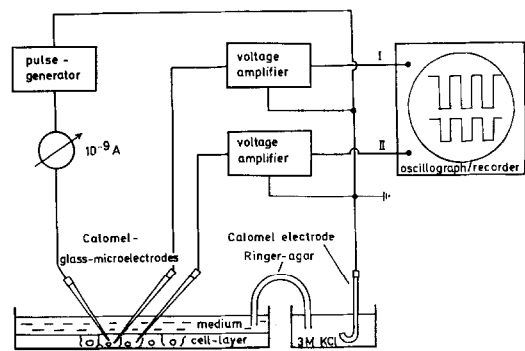 pulse-
generator
voltage
amplifier
I
10⁻⁹ A
voltage
amplifier
II
oscillograph/recorder
Calomel-
glass-microelectrodes
Calomel electrode
Ringer-agar
medium
cell-layer
3M KCl